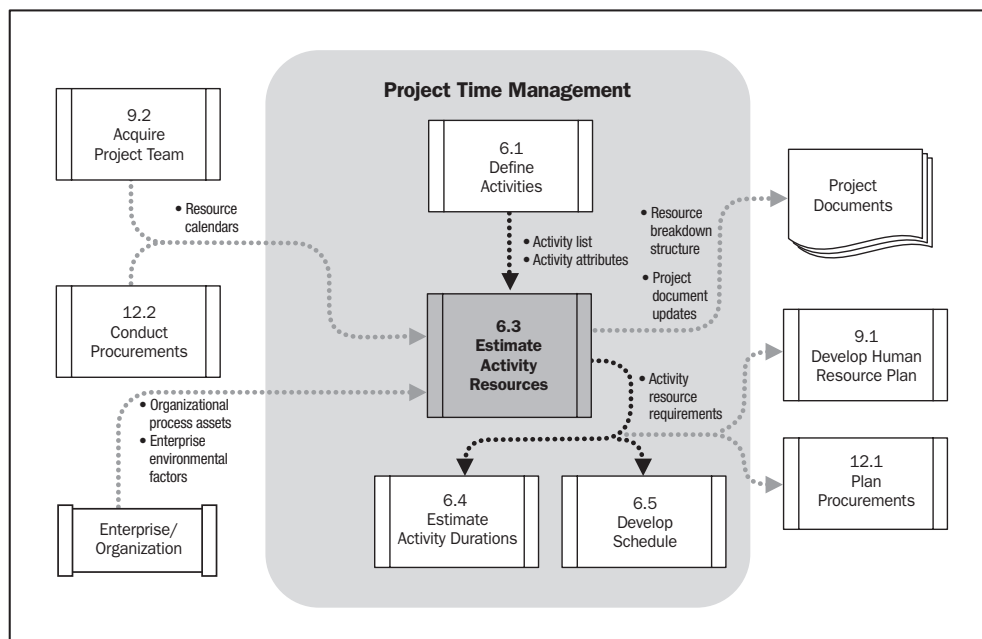 Project Time Management
9.2
Acquire
Project Team
6.1
Define
Activities
Project
Documents
• Resource
calendars
• Resource
breakdown
structure
• Project
document
updates
• Activity list
• Activity attributes
12.2
Conduct
Procurements
6.3
Estimate
Activity
Resources
9.1
Develop Human
Resource Plan
• Activity
resource
requirements
• Organizational
process assets
• Enterprise
environmental
factors
12.1
Plan
Procurements
6.4
Estimate
Activity Durations
6.5
Develop
Schedule
Enterprise/
Organization